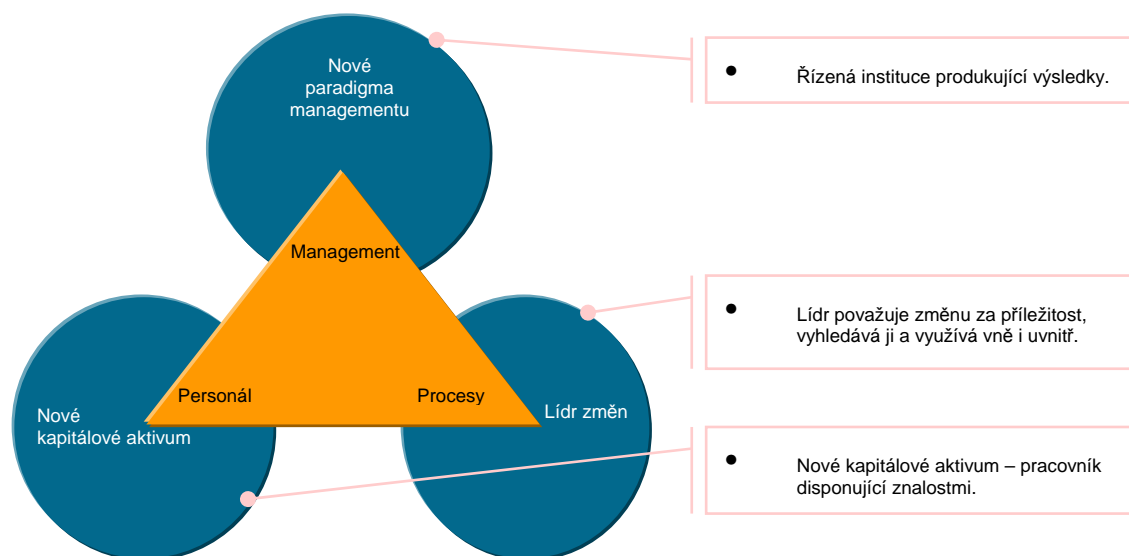 Nové
paradigma
managementu
• Řízená instituce produkující výsledky.
Management
• Lídr považuje změnu za příležitost,
vyhledává ji a využívá vně i uvnitř.
Personál
Procesy
Nové
kapitálové aktivum
Lídr změn
• Nové kapitálové aktivum – pracovník
disponující znalostmi.